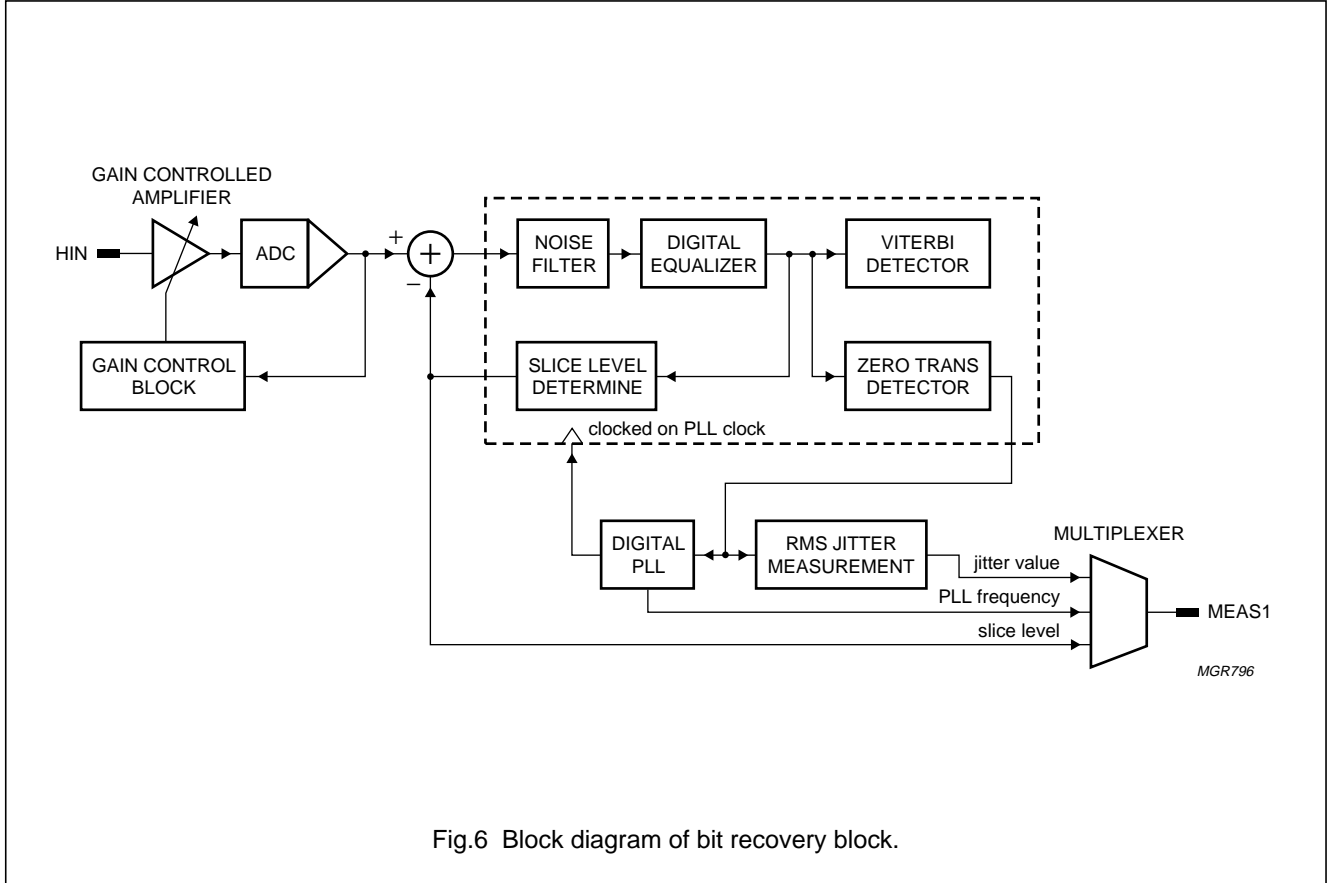 GAIN CONTROLLED
AMPLIFIER
HIN
ADC
+
+
−
NOISE
FILTER
DIGITAL
EQUALIZER
VITERBI
DETECTOR
GAIN CONTROL
BLOCK
SLICE LEVEL
DETERMINE
ZERO TRANS
DETECTOR
clocked on PLL clock
DIGITAL
PLL
RMS JITTER
MEASUREMENT
MULTIPLEXER
jitter value
PLL frequency
slice level
MEAS1
MGR796
Fig.6 Block diagram of bit recovery block.